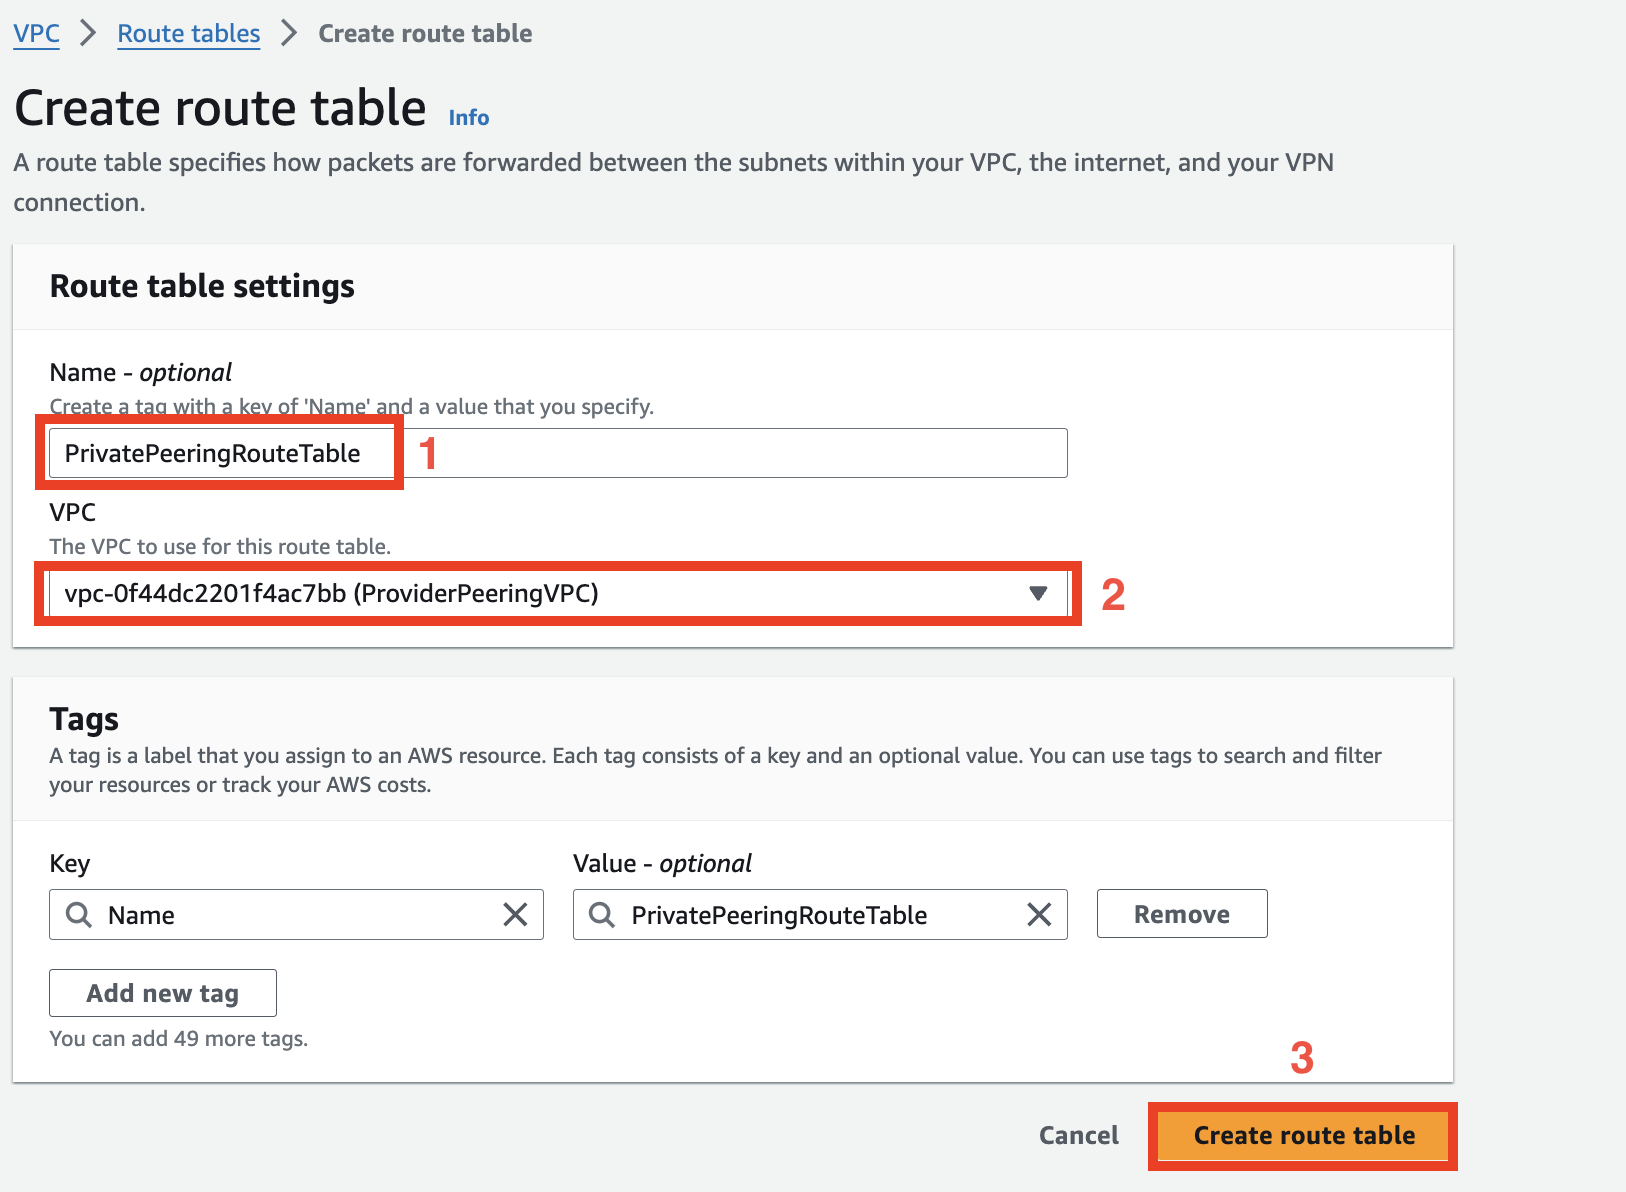 VPC > Route tables > Create route table
Create route table Info
A route table specifies how packets are forwarded between the subnets within your VPC, the internet, and your VPN
connection.
Route table settings
Name - optional
Create a tag with a key of 'Name' and a value that you specify.
PrivatePeeringRouteTable 1
VPC
The VPC to use for this route table.
vpc-0f44dc2201f4ac7bb (ProviderPeeringVPC) 2
Tags
A tag is a label that you assign to an AWS resource. Each tag consists of a key and an optional value. You can use tags to search and filter
your resources or track your AWS costs.
Key Value - optional
Name PrivatePeeringRouteTable Remove
Add new tag
You can add 49 more tags.
3
Cancel Create route table